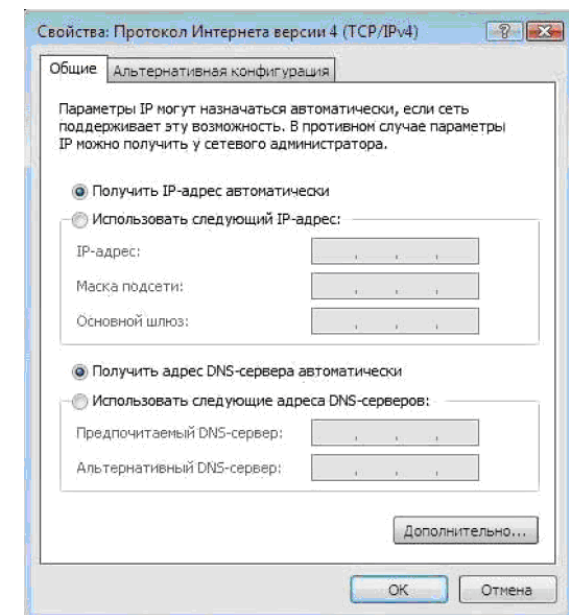 Свойства: Протокол Интернета версии 4 (TCP/IPv4)
Общие
Альтернативная конфигурация
Параметры IP могут назначаться автоматически, если сеть
поддерживает эту возможность. В противном случае параметры
IP можно получить у сетевого администратора.
Получить IP-адрес автоматически
Использовать следующий IP-адрес:
IP-адрес:
Маска подсети:
Основной шлюз:
Получить адрес DNS-сервера автоматически
Использовать следующие адреса DNS-серверов:
Предпочитаемый DNS-сервер:
Альтернативный DNS-сервер:
Дополнительно...
ОК
Отмена